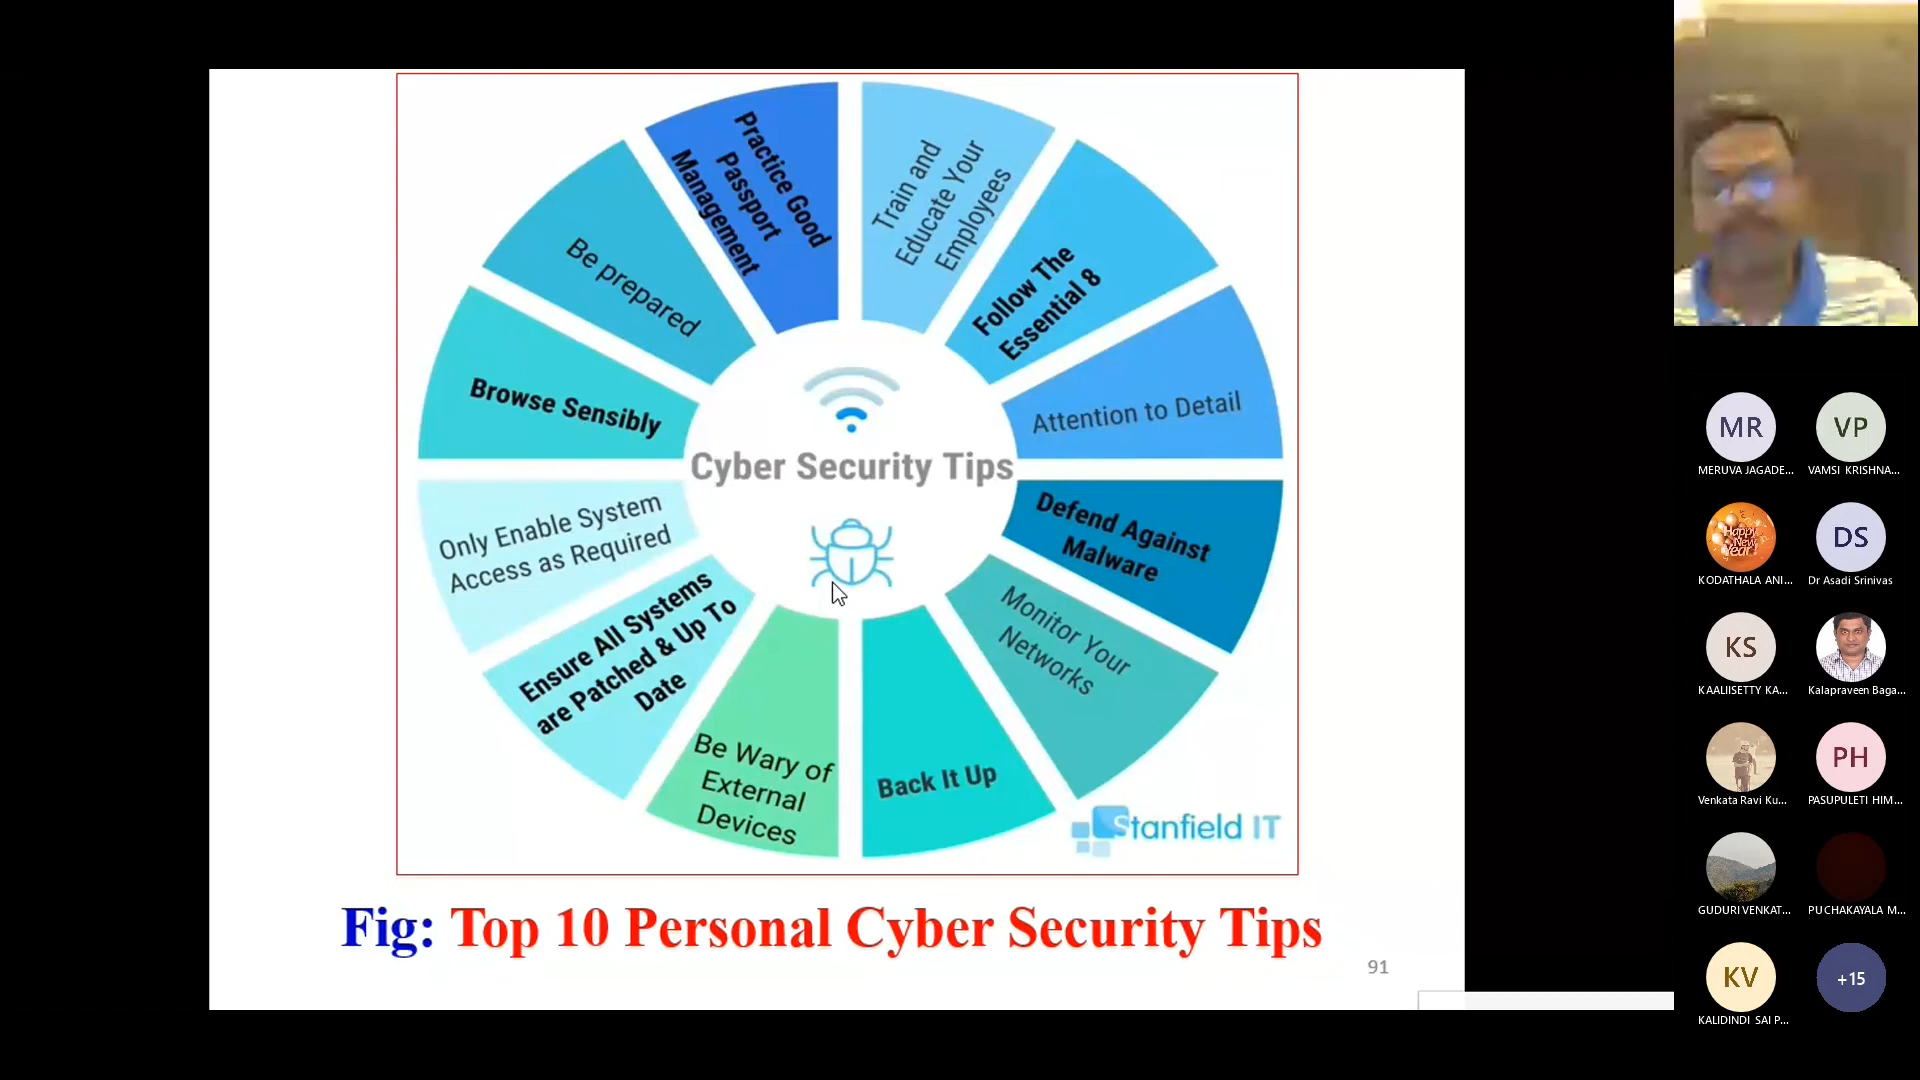 Practice Good
Passport
Management
Train and
Educate Your
Employees
Follow The
Essential 8
Attention to Detail
Defend Against
Malware
Monitor Your
Networks
Back It Up
Be Wary of
External
Devices
Ensure All Systems
are Patched & Up To
Date
Only Enable System
Access as Required
Browse Sensibly
Be prepared
Cyber Security Tips
Stanfield IT
Fig: Top 10 Personal Cyber Security Tips
91
MR
VP
MERUVA JAGADE...
VAMSI KRISHNA...
Happy
New
Year!
DS
KODATHALA ANI...
Dr Asadi Srinivas
KS
KAALIISETTY KA...
Kalapraveen Baga...
PH
Venkata Ravi Ku...
PASUPULETI HIM...
GUDURI VENKAT...
PUCHAKAYALA M...
KV
+15
KALIDINDI SAI P...